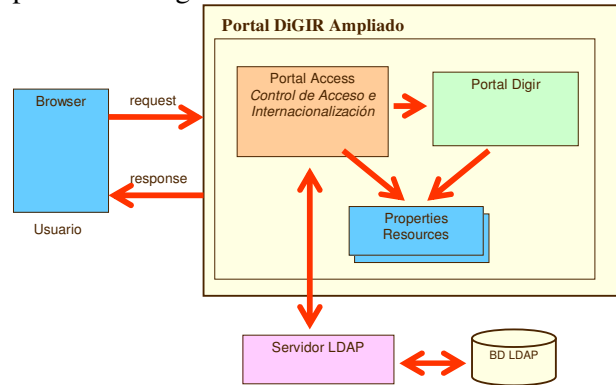 Portal DiGIR Ampliado
Browser
request
Portal Access
Control de Acceso e
Internacionalización
Portal Digir
response
Usuario
Properties
Resources
Servidor LDAP
BD LDAP